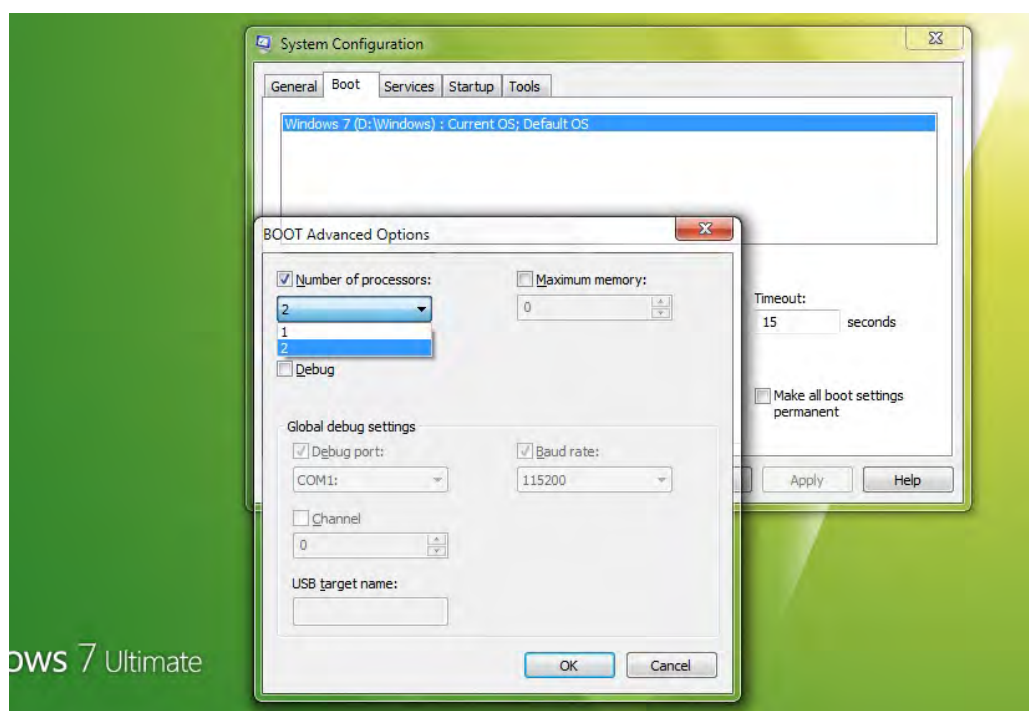 System Configuration
General Boot Services Startup Tools
Windows 7 (D:\Windows) : Current OS; Default OS
BOOT Advanced Options
Number of processors:
Maximum memory:
2
0
1
2
Debug
Global debug settings
Debug port:
Baud rate:
COM1:
115200
Channel
0
USB target name:
OK
Cancel
Timeout:
15 seconds
Make all boot settings
permanent
Apply
Help
ows 7 Ultimate